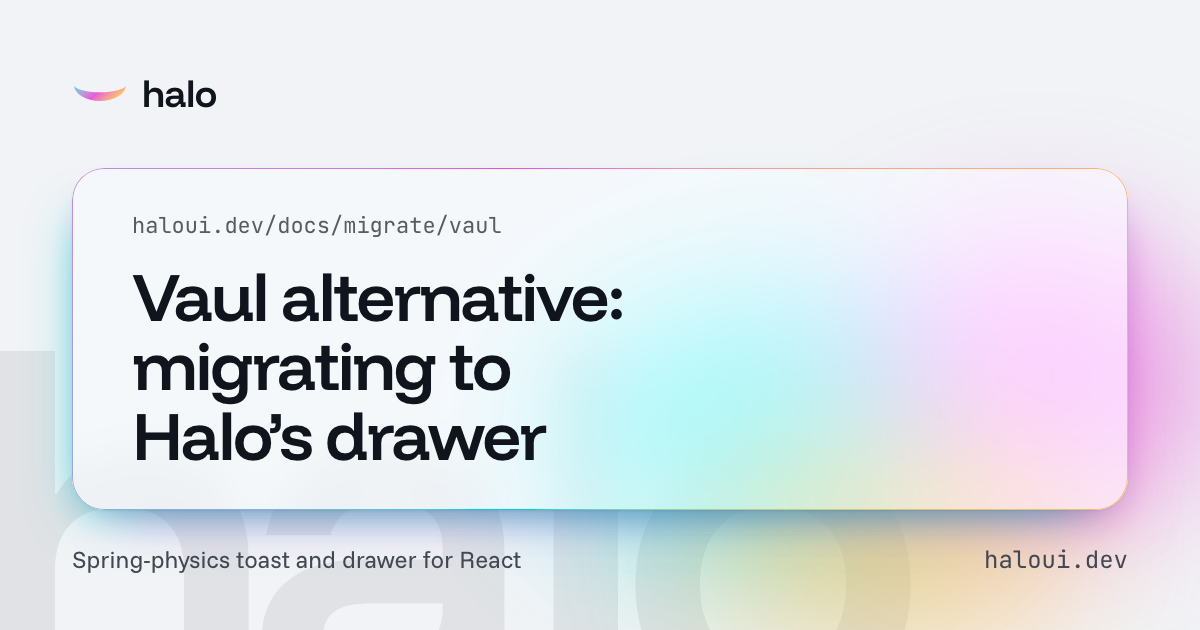 halo
haloui.dev/docs/migrate/vaul
Vaul alternative:
migrating to
Halo’s drawer
Spring-physics toast and drawer for React
haloui.dev
halo